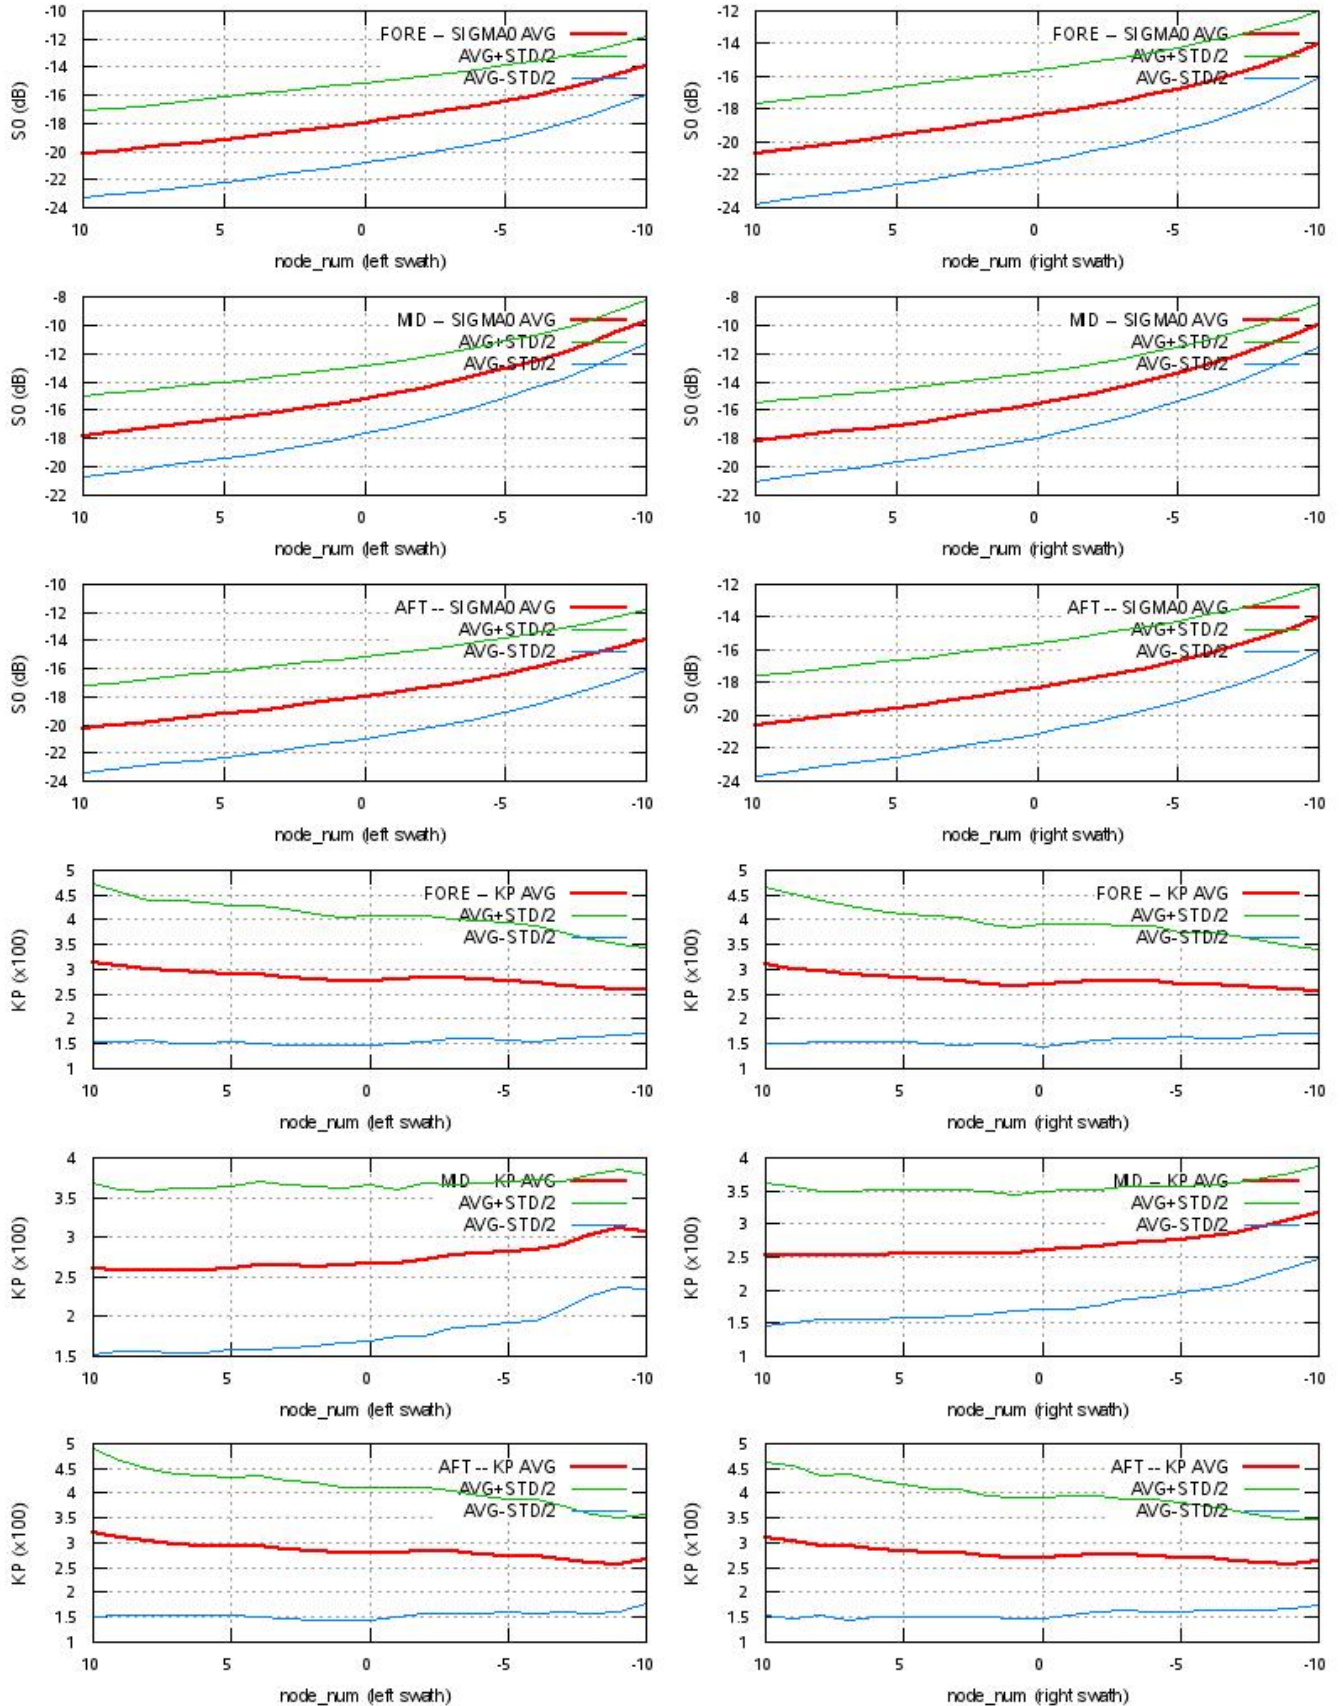 -10
-12
-14
-16
-18
-20
-22
-24
S0 (dB)
FORE -- SIGMA0 AVG
AVG+STD/2
AVG-STD/2
10 5 0 -5 -10
node_num (left swath)
-12
-14
-16
-18
-20
-22
-24
S0 (dB)
FORE -- SIGMA0 AVG
AVG+STD/2
AVG-STD/2
10 5 0 -5 -10
node_num (right swath)
-8
-10
-12
-14
-16
-18
-20
-22
S0 (dB)
MID -- SIGMA0 AVG
AVG+STD/2
AVG-STD/2
10 5 0 -5 -10
node_num (left swath)
-8
-10
-12
-14
-16
-18
-20
-22
S0 (dB)
MID -- SIGMA0 AVG
AVG+STD/2
AVG-STD/2
10 5 0 -5 -10
node_num (right swath)
-10
-12
-14
-16
-18
-20
-22
-24
S0 (dB)
AFT -- SIGMA0 AVG
AVG+STD/2
AVG-STD/2
10 5 0 -5 -10
node_num (left swath)
-12
-14
-16
-18
-20
-22
-24
S0 (dB)
AFT -- SIGMA0 AVG
AVG+STD/2
AVG-STD/2
10 5 0 -5 -10
node_num (right swath)
5
4.5
4
3.5
3
2.5
2
1.5
1
KP (x100)
FORE -- KP AVG
AVG+STD/2
AVG-STD/2
10 5 0 -5 -10
node_num (left swath)
5
4.5
4
3.5
3
2.5
2
1.5
1
KP (x100)
FORE -- KP AVG
AVG+STD/2
AVG-STD/2
10 5 0 -5 -10
node_num (right swath)
4
3.5
3
2.5
2
1.5
KP (x100)
MID -- KP AVG
AVG+STD/2
AVG-STD/2
10 5 0 -5 -10
node_num (left swath)
4
3.5
3
2.5
2
1.5
1
KP (x100)
MID -- KP AVG
AVG+STD/2
AVG-STD/2
10 5 0 -5 -10
node_num (right swath)
5
4.5
4
3.5
3
2.5
2
1.5
1
KP (x100)
AFT -- KP AVG
AVG+STD/2
AVG-STD/2
10 5 0 -5 -10
node_num (left swath)
5
4.5
4
3.5
3
2.5
2
1.5
1
KP (x100)
AFT -- KP AVG
AVG+STD/2
AVG-STD/2
10 5 0 -5 -10
node_num (right swath)